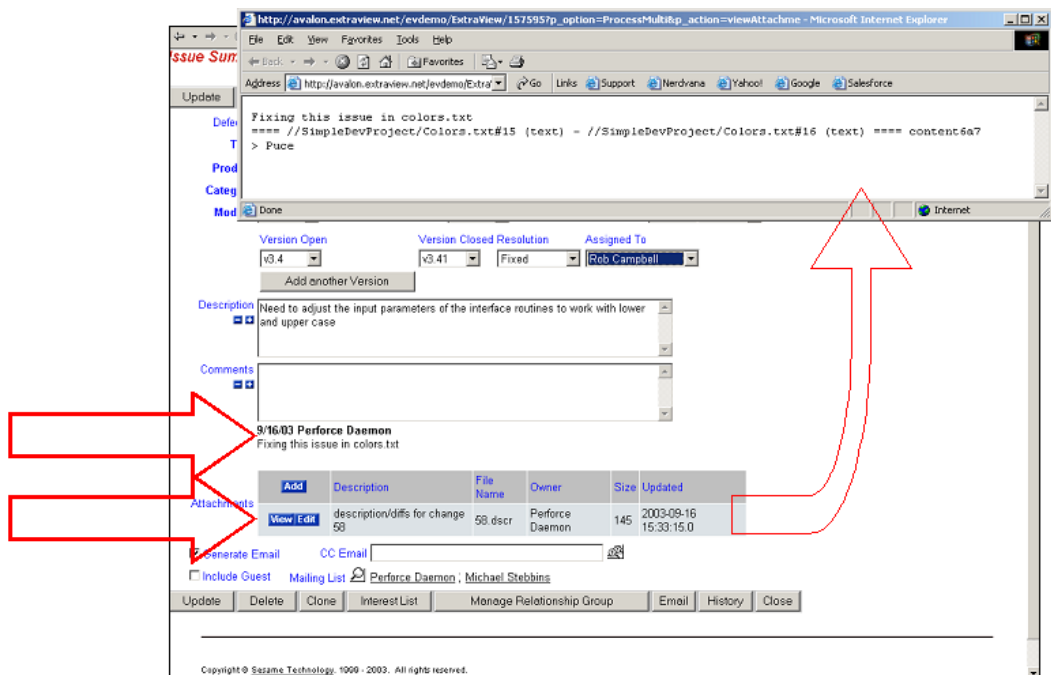 http://avalon.extraview.net/evdemo/ExtraView/157595?p_option=ProcessMulti&p_action=viewAttachme - Microsoft Internet Explorer
File Edit View Favorites Tools Help
Back Favorites
Address http://avalon.extraview.net/evdemo/Extra Go Links Support Nerdvana Yahoo! Google Salesforce
Fixing this issue in colors.txt
==== //SimpleDevProject/Colors.txt#15 (text) - //SimpleDevProject/Colors.txt#16 (text) ==== content6a7
> Puce
Done Internet
Issue Sum
Update
Defe
T
Prod
Categ
Mod
Version Open Version Closed Resolution Assigned To
v3.4 v3.41 Fixed Rob Campbell
Add another Version
Description
Need to adjust the input parameters of the interface routines to work with lower
and upper case
Comments
9/16/03 Perforce Daemon
Fixing this issue in colors.txt
Attachments
Add Description File Name Owner Size Updated
View Edit description/diffs for change 58 58.dscr Perforce Daemon 145 2003-09-16 15:33:15.0
Generate Email CC Email
Include Guest Mailing List Perforce Daemon ; Michael Stebbins
Update Delete Clone Interest List Manage Relationship Group Email History Close
Copyright © Sesame Technology. 1999 - 2003. All rights reserved.